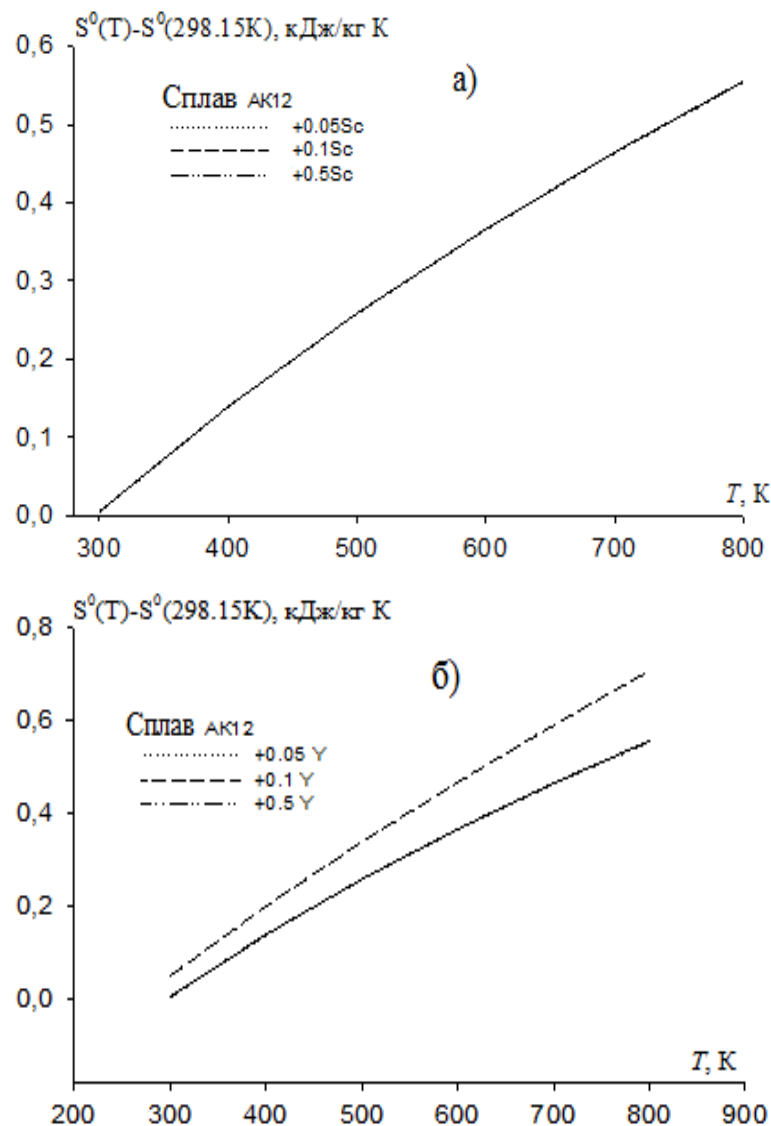 S⁰(T)-S⁰(298.15К), кДж/кг К
0,6
а)
Сплав АК12
+0.05Sc
+0.1Sc
+0.5Sc
0,5
0,4
0,3
0,2
0,1
0,0
T, К
300 400 500 600 700 800
S⁰(T)-S⁰(298.15К), кДж/кг К
0,8
б)
Сплав АК12
+0.05 Y
+0.1 Y
+0.5 Y
0,6
0,4
0,2
0,0
T, К
200 300 400 500 600 700 800 900